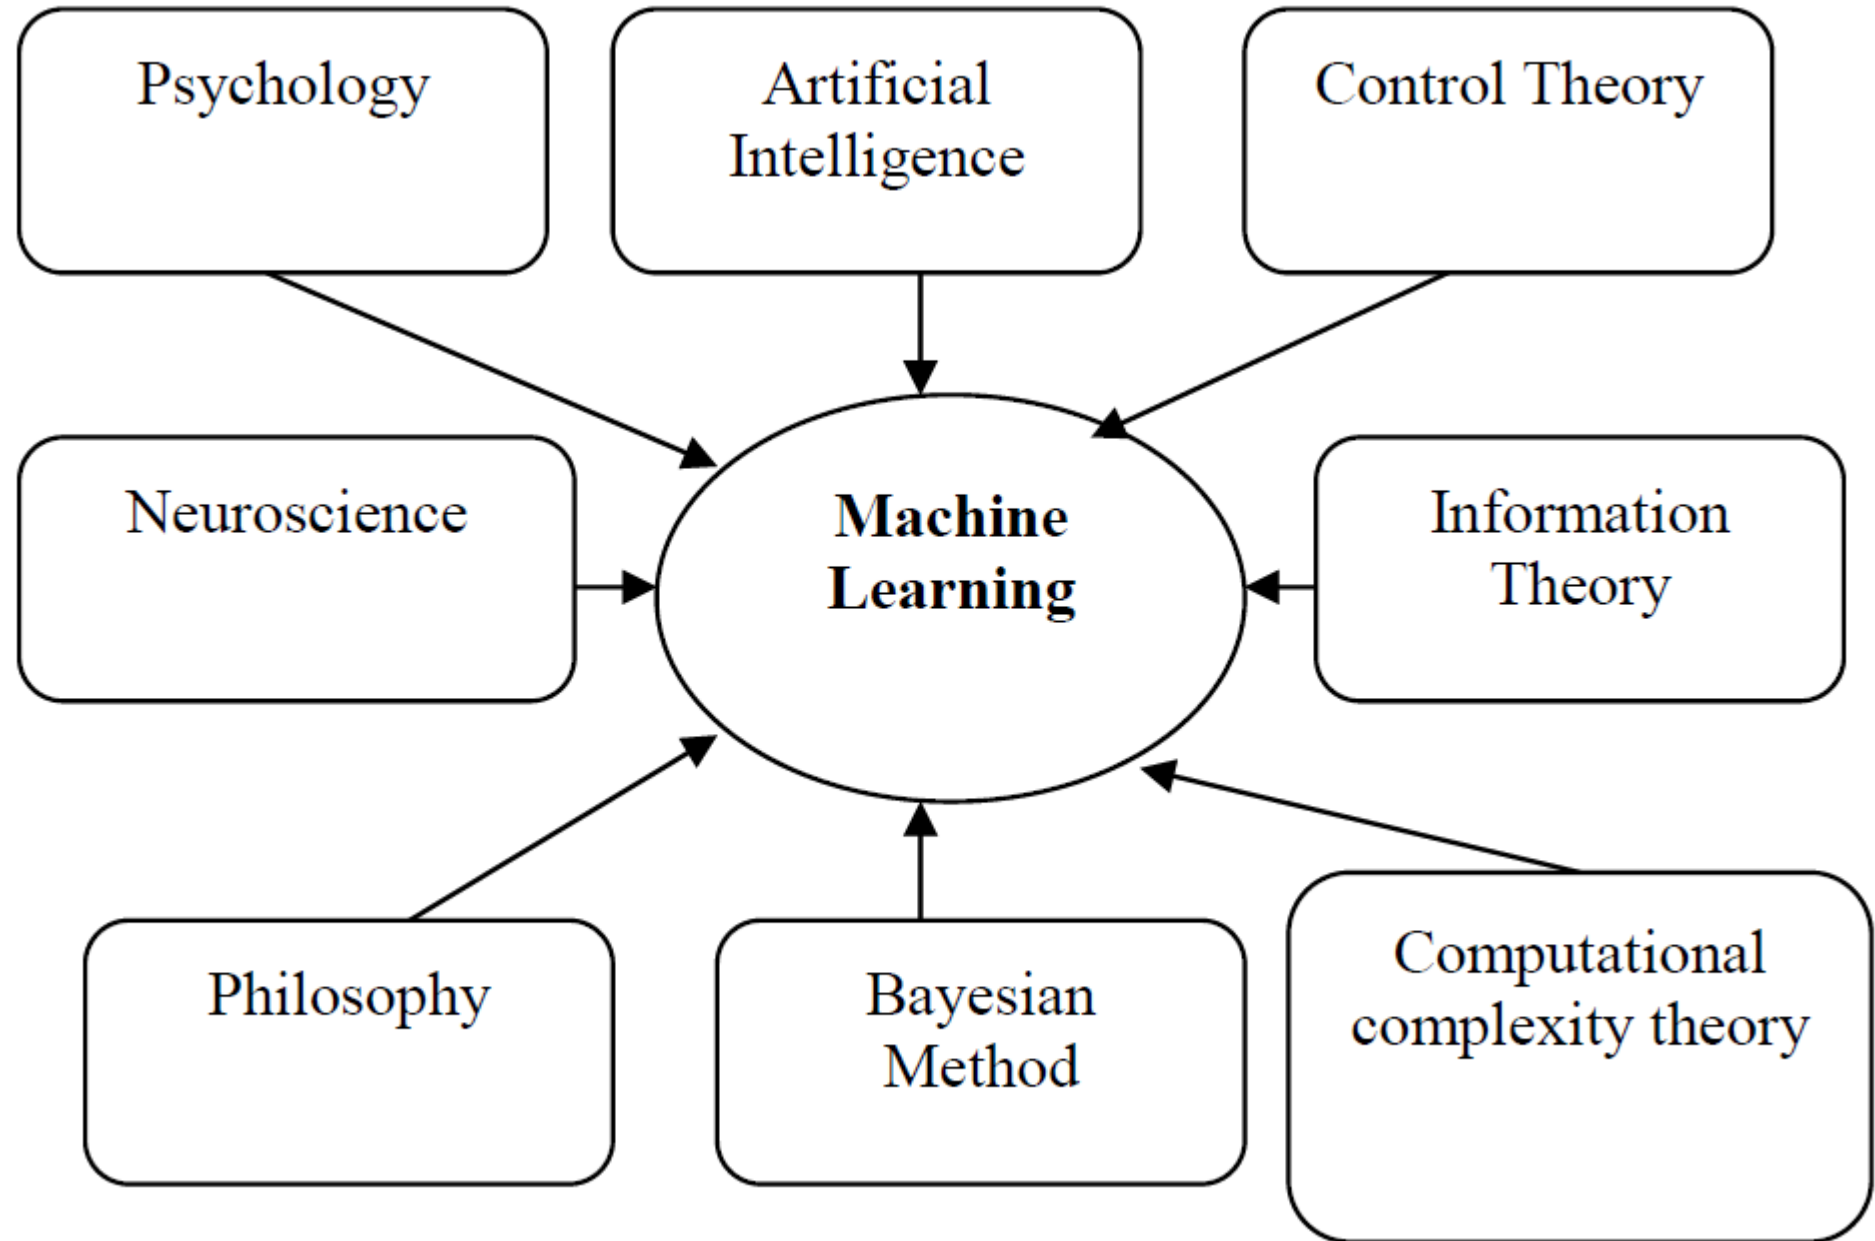 Psychology
Artificial
Intelligence
Control Theory
Neuroscience
Machine
Learning
Information
Theory
Philosophy
Bayesian
Method
Computational
complexity theory